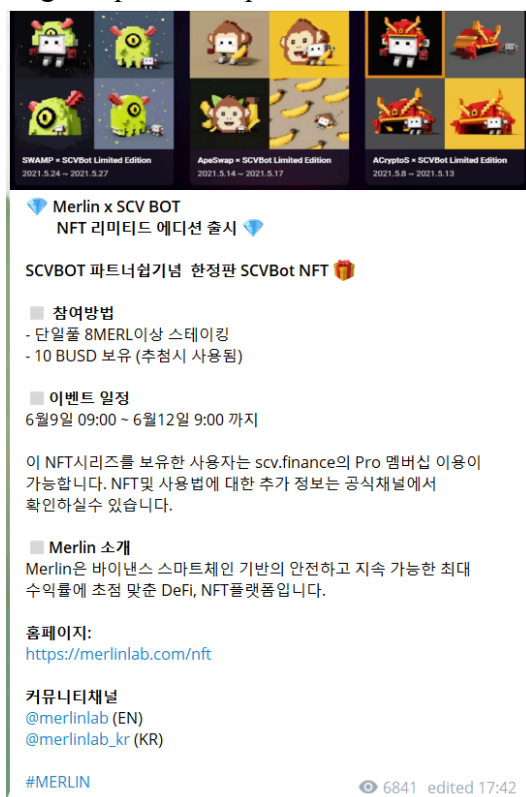 SWAMP × SCVBot Limited Edition
2021.5.24 ~ 2021.5.27
ApeSwap × SCVBot Limited Edition
2021.5.14 ~ 2021.5.17
ACryptoS × SCVBot Limited Edition
2021.5.8 ~ 2021.5.13
💎 Merlin x SCV BOT
NFT 리미티드 에디션 출시 💎
SCVBOT 파트너쉽기념 한정판 SCVBot NFT 🎁
◻️ 참여방법
- 단일풀 8MERL이상 스테이킹
- 10 BUSD 보유 (추첨시 사용됨)
◻️ 이벤트 일정
6월9일 09:00 ~ 6월12일 9:00 까지
이 NFT시리즈를 보유한 사용자는 scv.finance의 Pro 멤버십 이용이
가능합니다. NFT및 사용법에 대한 추가 정보는 공식채널에서
확인하실수 있습니다.
◻️ Merlin 소개
Merlin은 바이낸스 스마트체인 기반의 안전하고 지속 가능한 최대
수익률에 초점 맞춘 DeFi, NFT플랫폼입니다.
홈페이지:
https://merlinlab.com/nft
커뮤니티채널
@merlinlab (EN)
@merlinlab_kr (KR)
#MERLIN
6841 edited 17:42